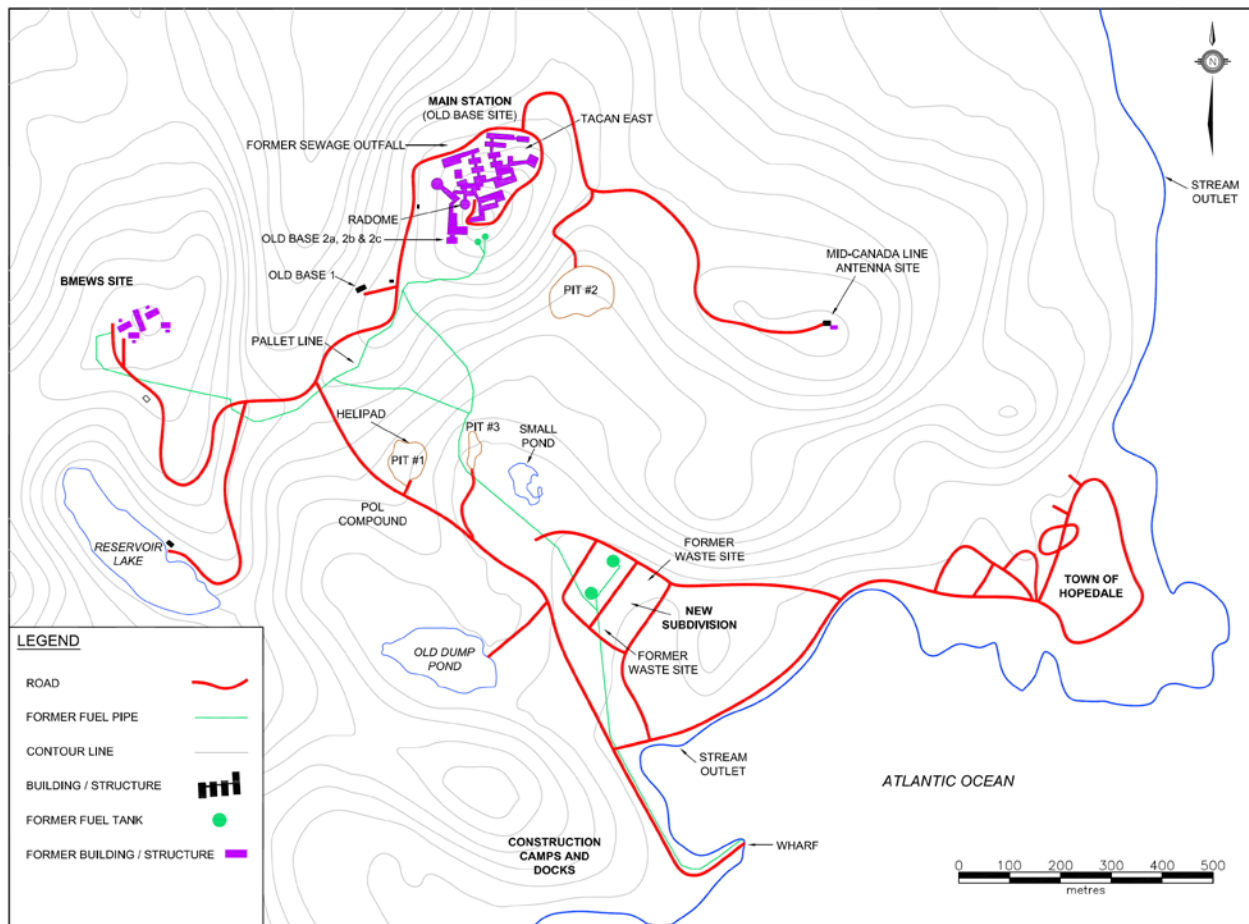 N
MAIN STATION
(OLD BASE SITE)
TACAN EAST
FORMER SEWAGE OUTFALL
STREAM
OUTLET
RADOME
OLD BASE 2a, 2b & 2c
MID-CANADA LINE
ANTENNA SITE
OLD BASE 1
BMEWS SITE
PIT #2
PALLET LINE
HELIPAD
PIT #3
SMALL
POND
PIT #1
POL
COMPOUND
RESERVOIR
LAKE
FORMER
WASTE SITE
TOWN OF
HOPEDALE
NEW
SUBDIVISION
OLD DUMP
POND
FORMER
WASTE SITE
LEGEND
ROAD
FORMER FUEL PIPE
CONTOUR LINE
BUILDING / STRUCTURE
FORMER FUEL TANK
FORMER BUILDING / STRUCTURE
STREAM
OUTLET
ATLANTIC OCEAN
CONSTRUCTION
CAMPS AND
DOCKS
WHARF
0 100 200 300 400 500
metres